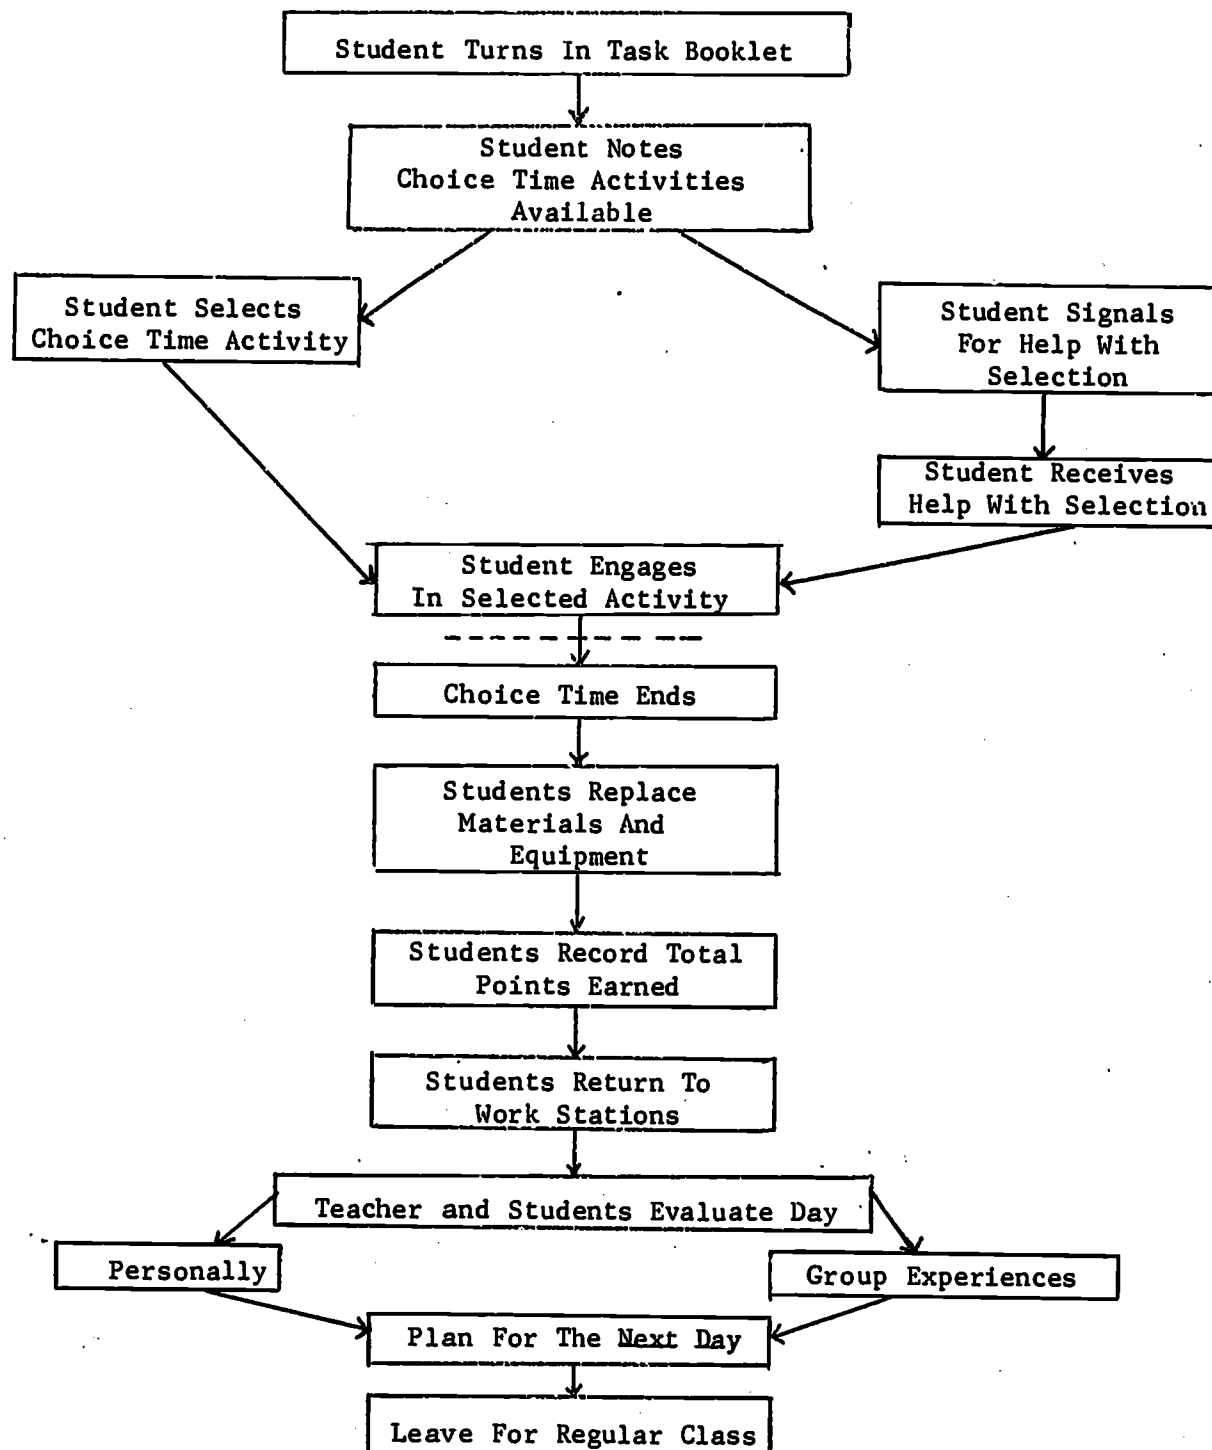 Student Turns In Task Booklet
Student Notes
Choice Time Activities
Available
Student Selects
Choice Time Activity
Student Signals
For Help With
Selection
Student Receives
Help With Selection
Student Engages
In Selected Activity
Choice Time Ends
Students Replace
Materials And
Equipment
Students Record Total
Points Earned
Students Return To
Work Stations
Teacher and Students Evaluate Day
Personally
Group Experiences
Plan For The Next Day
Leave For Regular Class